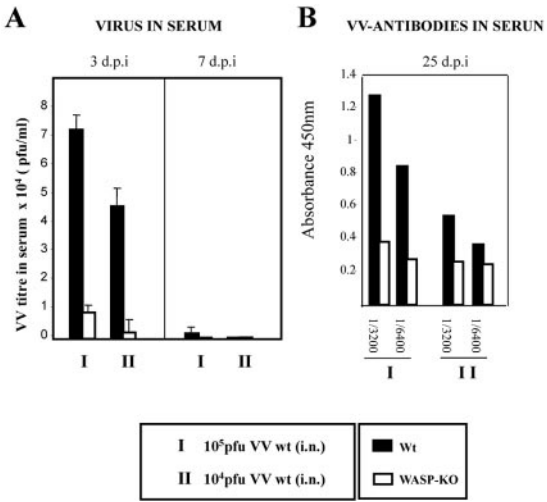 A
VIRUS IN SERUM
3 d.p.i
7 d.p.i
VV titre in serum x 10⁴ ( pfu/ml)
8
7
6
5
4
3
2
1
0
I
II
I
II
B
VV-ANTIBODIES IN SERUN
25 d.p.i
Absorbance 450nm
1.4
1.2
1
0.8
0.6
0.4
0.2
1/3200
1/6400
1/3200
1/6400
I
I I
I 10⁵pfu VV wt (i.n.)
II 10⁴pfu VV wt (i.n.)
Wt
WASP-KO